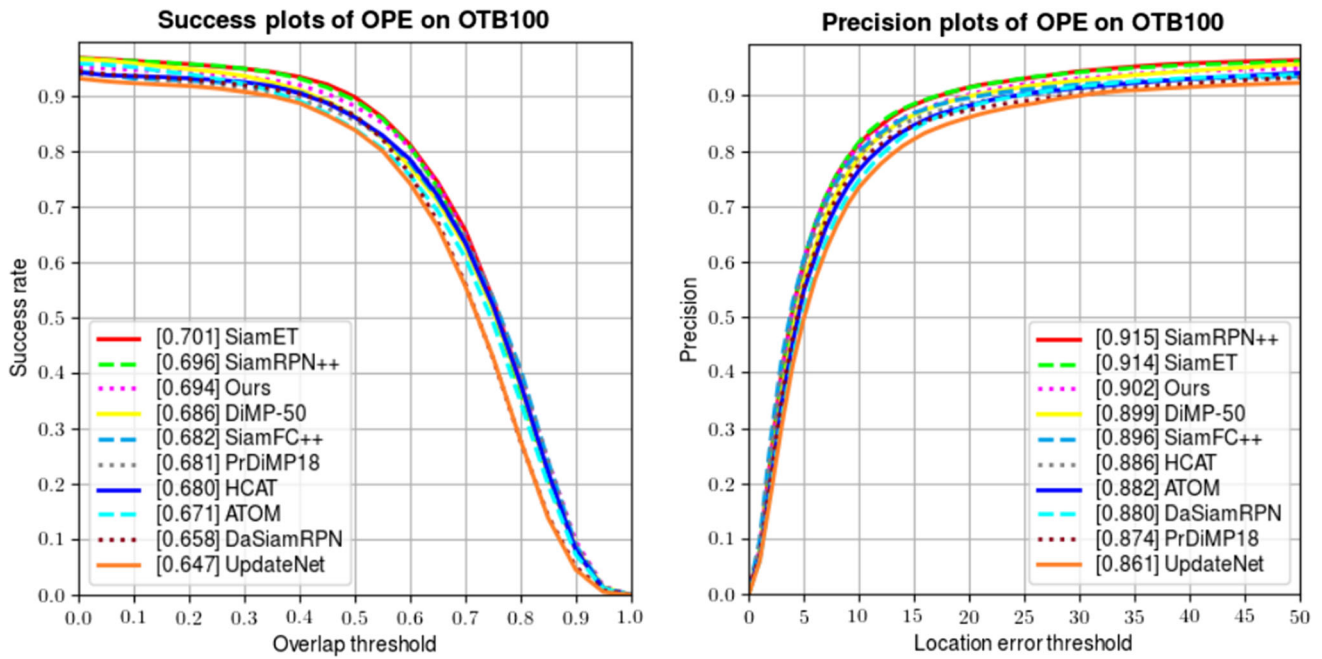 Success plots of OPE on OTB100
Success rate
0.9
0.8
0.7
0.6
0.5
0.4
0.3
0.2
0.1
0.0
[0.701] SiamET
[0.696] SiamRPN++
[0.694] Ours
[0.686] DiMP-50
[0.682] SiamFC++
[0.681] PrDiMP18
[0.680] HCAT
[0.671] ATOM
[0.658] DaSiamRPN
[0.647] UpdateNet
0.0 0.1 0.2 0.3 0.4 0.5 0.6 0.7 0.8 0.9 1.0
Overlap threshold
Precision plots of OPE on OTB100
Precision
0.9
0.8
0.7
0.6
0.5
0.4
0.3
0.2
0.1
0.0
[0.915] SiamRPN++
[0.914] SiamET
[0.902] Ours
[0.899] DiMP-50
[0.896] SiamFC++
[0.886] HCAT
[0.882] ATOM
[0.880] DaSiamRPN
[0.874] PrDiMP18
[0.861] UpdateNet
0 5 10 15 20 25 30 35 40 45 50
Location error threshold